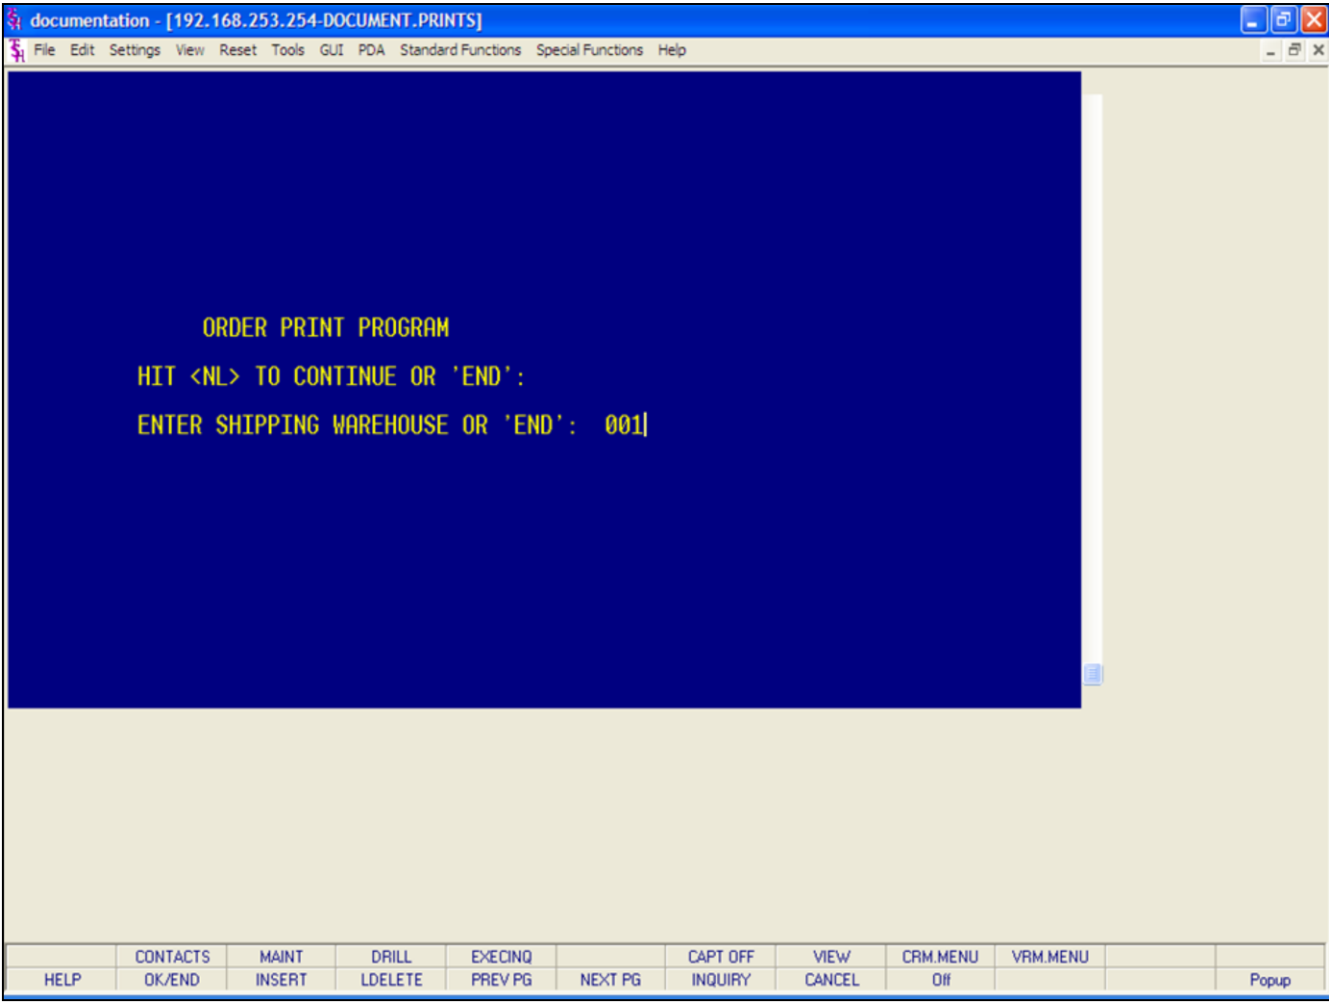 documentation - [192.168.253.254-DOCUMENT.PRINTS]
File Edit Settings View Reset Tools GUI PDA Standard Functions Special Functions Help
ORDER PRINT PROGRAM
HIT <NL> TO CONTINUE OR 'END':
ENTER SHIPPING WAREHOUSE OR 'END': 001
CONTACTS MAINT DRILL EXECINQ CAPT OFF VIEW CRM.MENU VRM.MENU
HELP OK/END INSERT LDELETE PREV PG NEXT PG INQUIRY CANCEL Off Popup